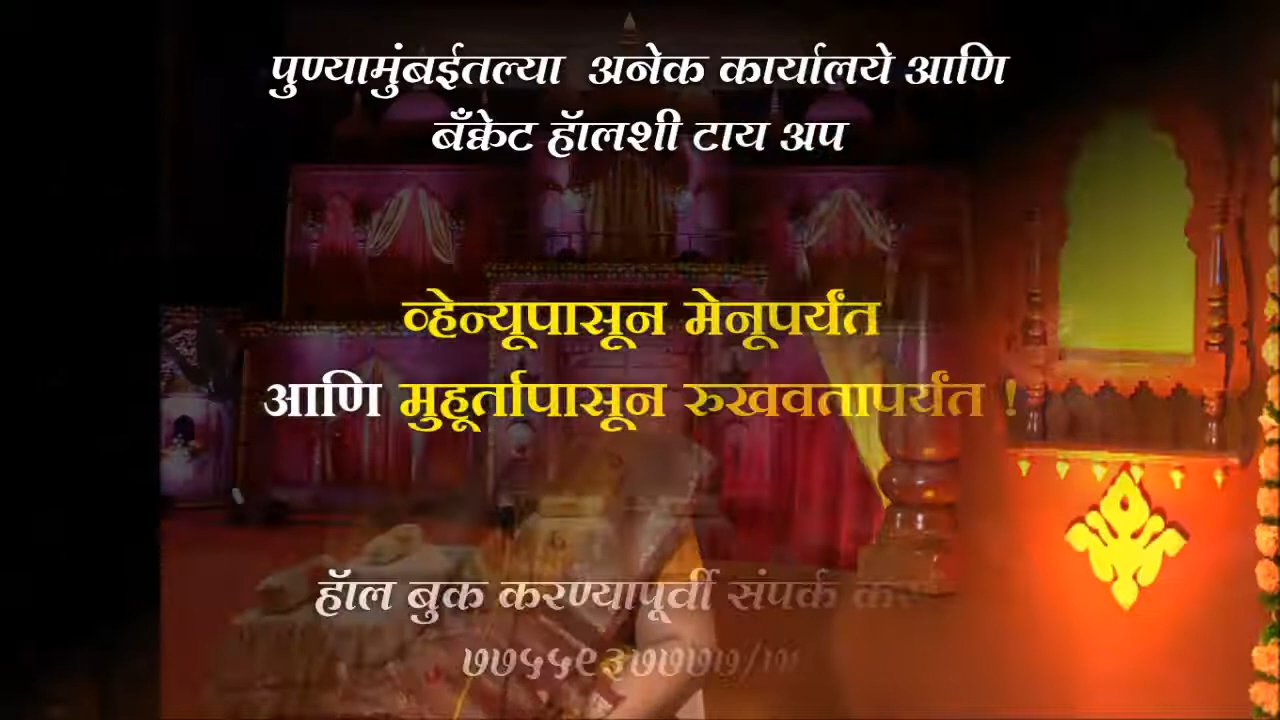 पुण्यामुंबईतल्या अनेक कार्यालये आणि
बँक्वेट हॉलशी टाय अप
व्हेन्यूपासून मेनूपर्यंत
आणि मुहूर्तापासून रुखवतापर्यंत !
हॉल बुक करण्यापूर्वी संपर्क